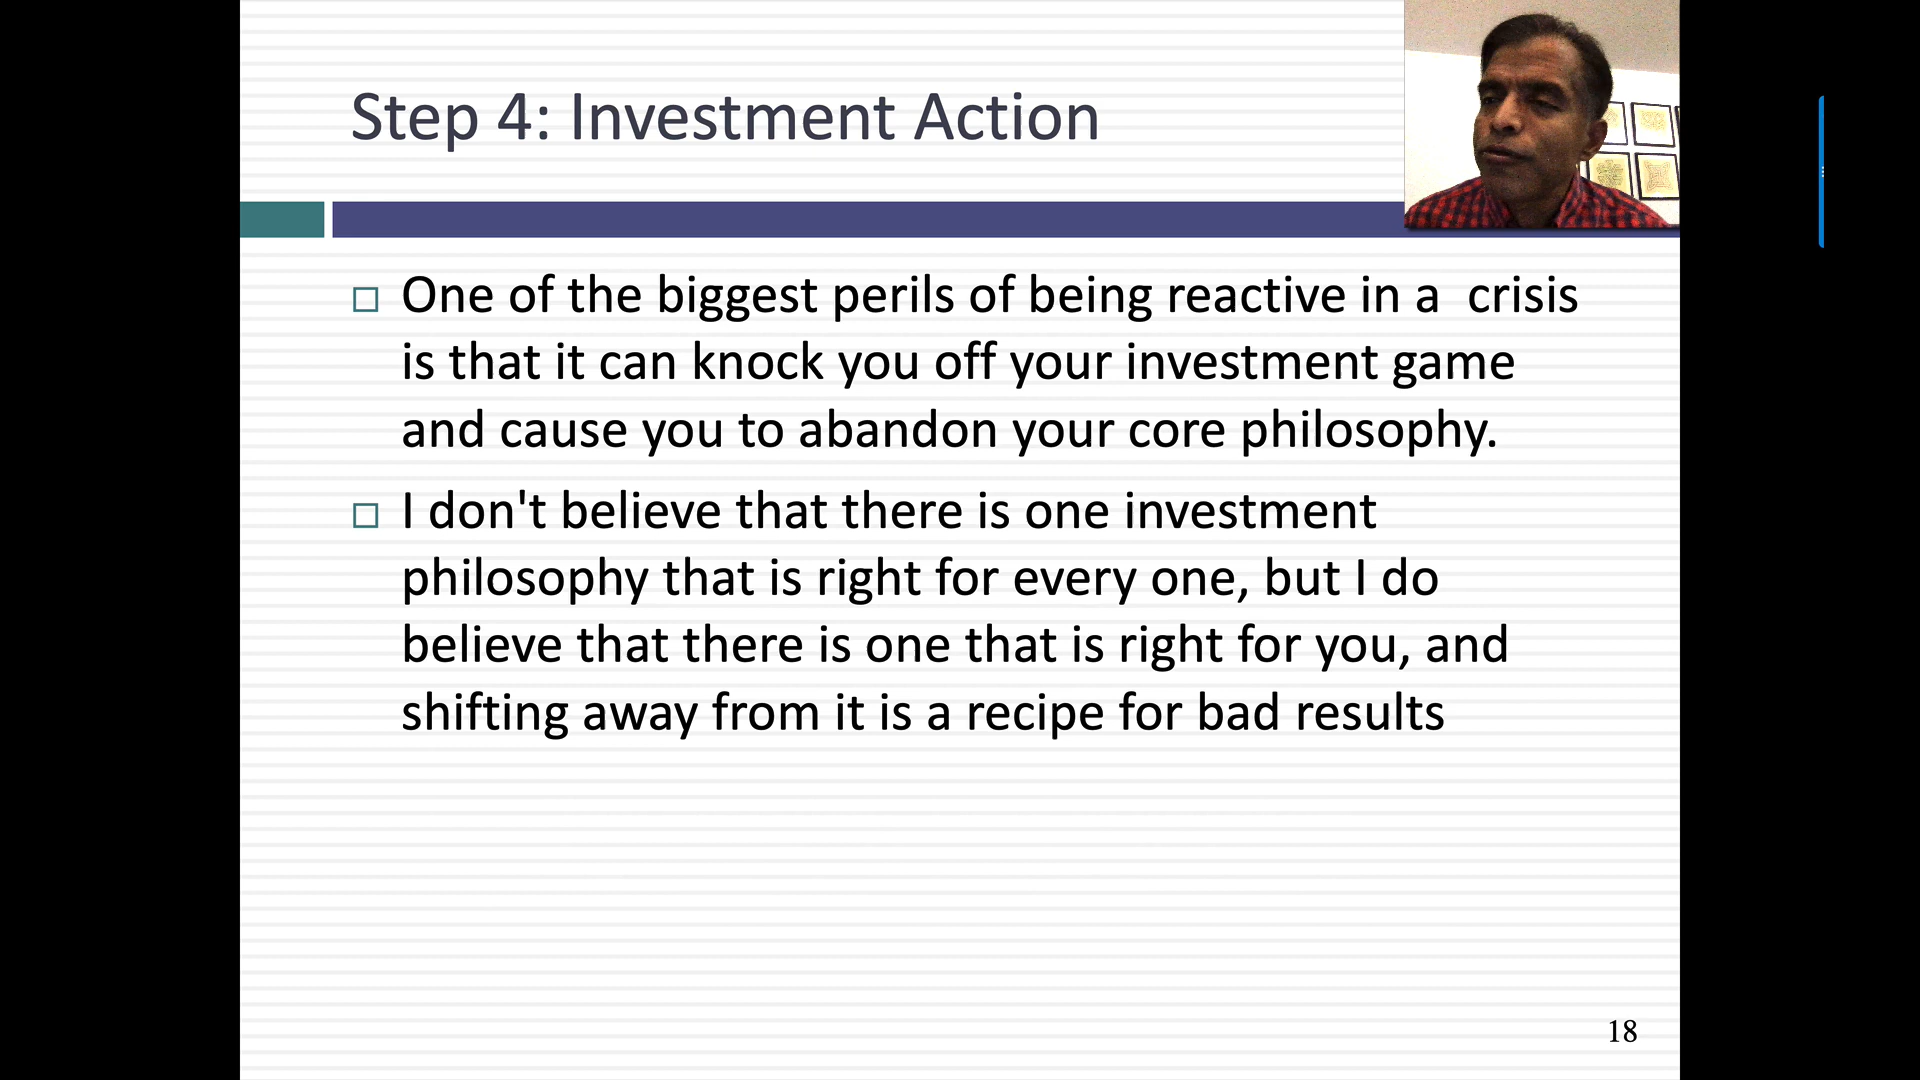 Step 4: Investment Action
One of the biggest perils of being reactive in a  crisis
is that it can knock you off your investment game
and cause you to abandon your core philosophy.
I don't believe that there is one investment
philosophy that is right for every one, but I do
believe that there is one that is right for you, and
shifting away from it is a recipe for bad results
18